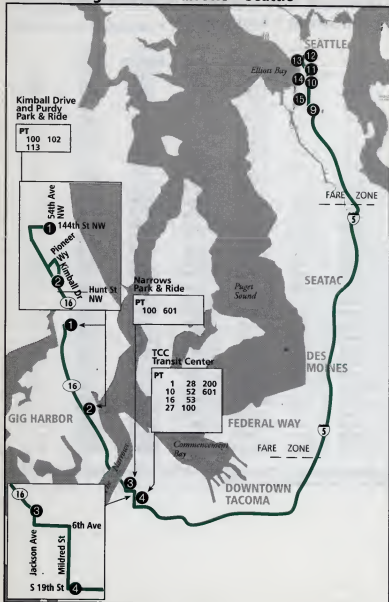 SEATTLE
12
13
11
14
10
15
9
Elliott Bay
Kimball Drive
and Purdy
Park & Ride
PT
100 102
113
54th Ave
NW
1
144th St NW
Pioneer
Wy
Kimball Dr
2
16
Hunt St
NW
FARE ZONE
5
Narrows
Park & Ride
PT
100 601
Puget
Sound
SEATAC
1
TCC
Transit Center
PT
1 28 200
10 52 601
16 53
27 100
DES
MOINES
16
2
GIG HARBOR
FEDERAL WAY
5
Commencement
Bay
FARE ZONE
The Narrows
DOWNTOWN
TACOMA
3
4
16
3
6th Ave
Jackson Ave
Mildred St
S 19th St
4